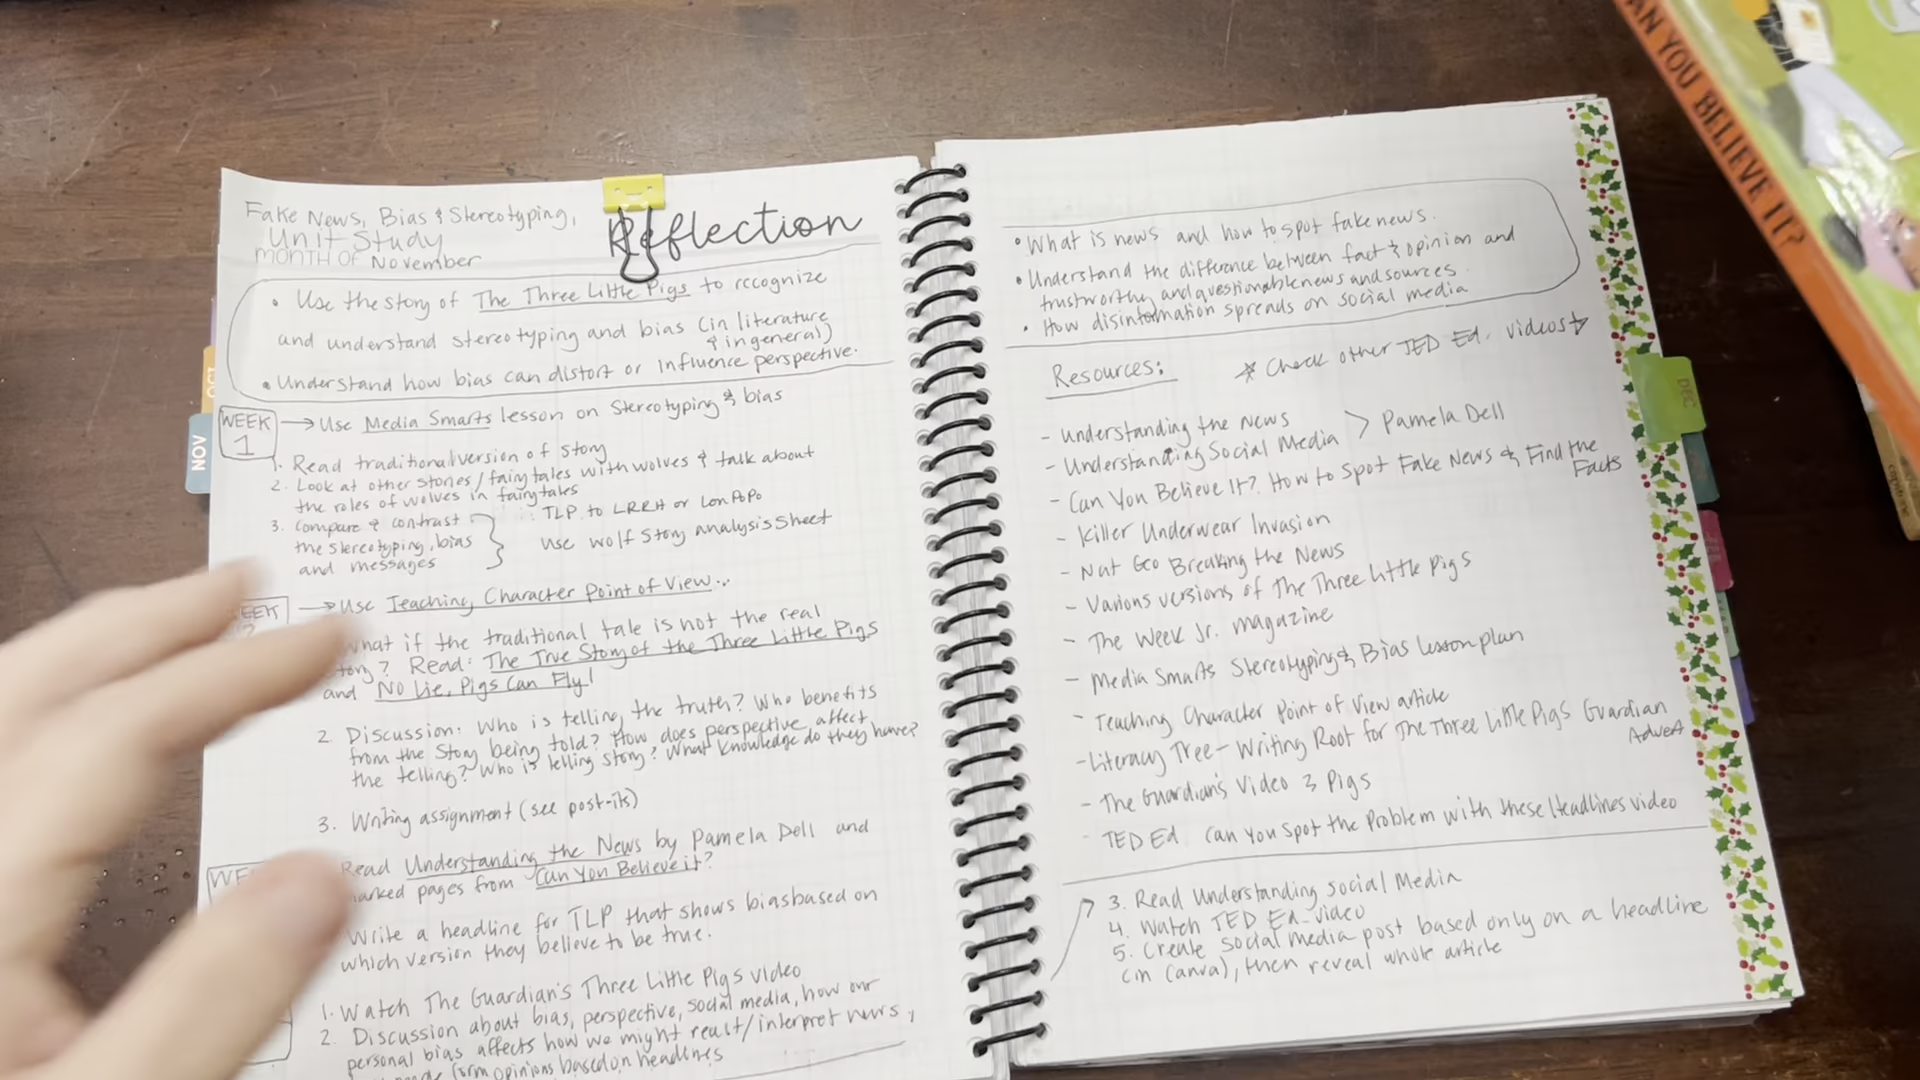 Fake News, Bias & Stereotyping,
Unit Study
MONTH OF November
Reflection
• Use the story of The Three Little Pigs to recognize
and understand stereotyping and bias (in literature
& in general)
• Understand how bias can distort or influence perspective.
WEEK
1
→ Use Media Smarts lesson on Stereotyping & bias
1. Read traditional version of story
2. Look at other stories/fairytales with wolves & talk about
the roles of wolves in fairytales
3. Compare & contrast
the stereotyping, bias
and messages
TLP to LRRH or Lon Po Po
use wolf Story analysis sheet
WEEK
→ Use Teaching Character Point of View...
What if the traditional tale is not the real
story? Read: The True Story of the Three Little Pigs
and No Lie, Pigs Can Fly!
2. Discussion: Who is telling the truth? Who benefits
from the story being told? How does perspective affect
the telling? Who is telling story? What knowledge do they have?
3. Writing assignment (see post-its)
WE
Read Understanding the News by Pamela Dell and
marked pages from Can You Believe it?
Write a headline for TLP that shows bias based on
which version they believe to be true.
1. Watch The Guardian's Three Little Pigs video
2. Discussion about bias, perspective, social media, how our
personal bias affects how we might react/interpret news,
form opinions based on headlines
• What is news and how to spot fake news.
• Understand the difference between fact & opinion and
trustworthy and questionable news and sources
• How disinformation spreads on social media
Resources:
* Check other TED Ed. videos
- Understanding the News
- Understanding Social Media > Pamela Dell
- Can You Believe It? How to Spot Fake News & Find the
Facts
- Killer Underwear Invasion
- Nat Geo Breaking the News
- Various versions of The Three Little Pigs
- The Week Jr. magazine
- Media Smarts Stereotyping & Bias lesson plan
- Teaching Character Point of View article
- Literacy Tree - Writing Root for The Three Little Pigs Guardian
Advert
- The Guardian's Video 3 Pigs
- TED Ed Can you Spot the Problem with these Headlines video
3. Read Understanding Social Media
4. Watch TED Ed video
5. Create social media post based only on a headline
(in Canva), then reveal whole article
OCT
NOV
DEC
AN YOU BELIEVE IT?